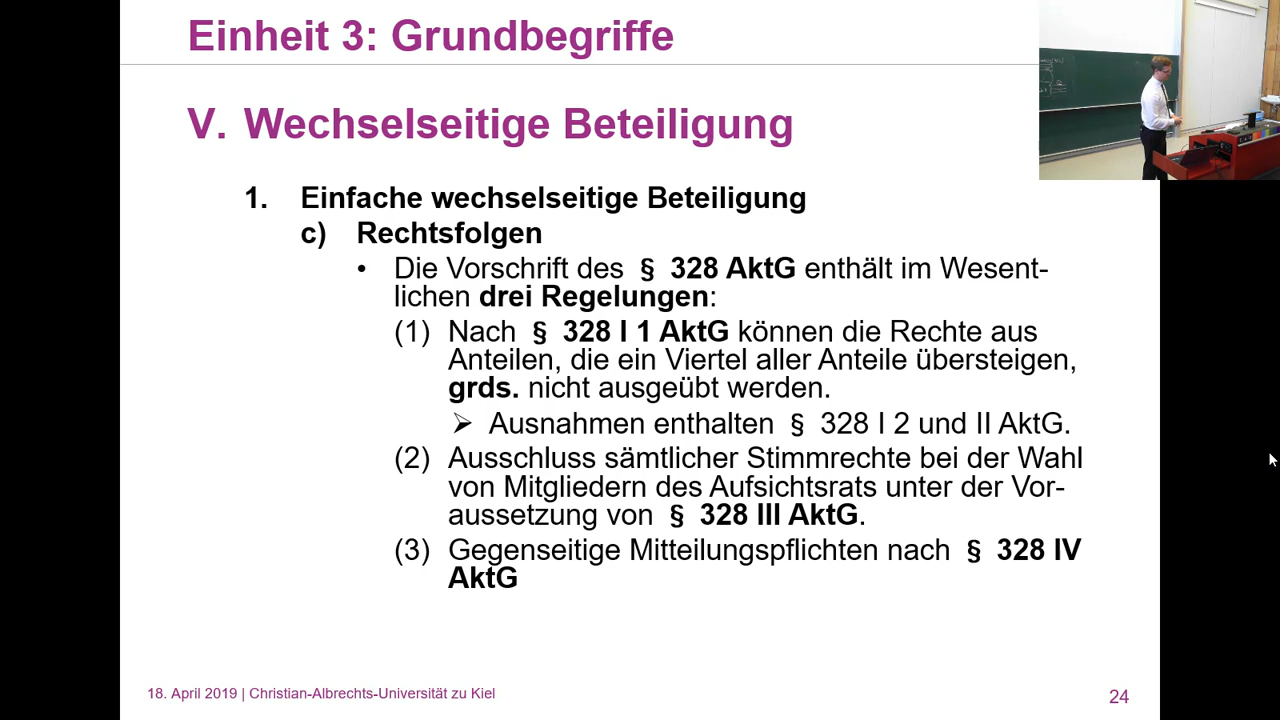 Einheit 3: Grundbegriffe
V. Wechselseitige Beteiligung
1. Einfache wechselseitige Beteiligung
c) Rechtsfolgen
• Die Vorschrift des § 328 AktG enthält im Wesent-
lichen drei Regelungen:
(1) Nach § 328 I 1 AktG können die Rechte aus
Anteilen, die ein Viertel aller Anteile übersteigen,
grds. nicht ausgeübt werden.
➢ Ausnahmen enthalten § 328 I 2 und II AktG.
(2) Ausschluss sämtlicher Stimmrechte bei der Wahl
von Mitgliedern des Aufsichtsrats unter der Vor-
aussetzung von § 328 III AktG.
(3) Gegenseitige Mitteilungspflichten nach § 328 IV
AktG
18. April 2019 | Christian-Albrechts-Universität zu Kiel
24